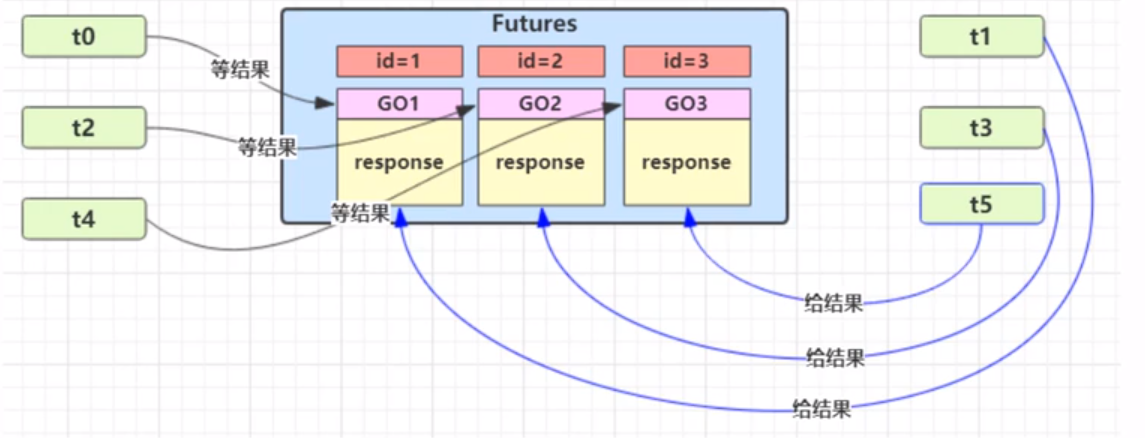 t0
t2
t4
等结果
等结果
等结果
Futures
id=1
id=2
id=3
GO1
GO2
GO3
response
response
response
t1
t3
t5
给结果
给结果
给结果